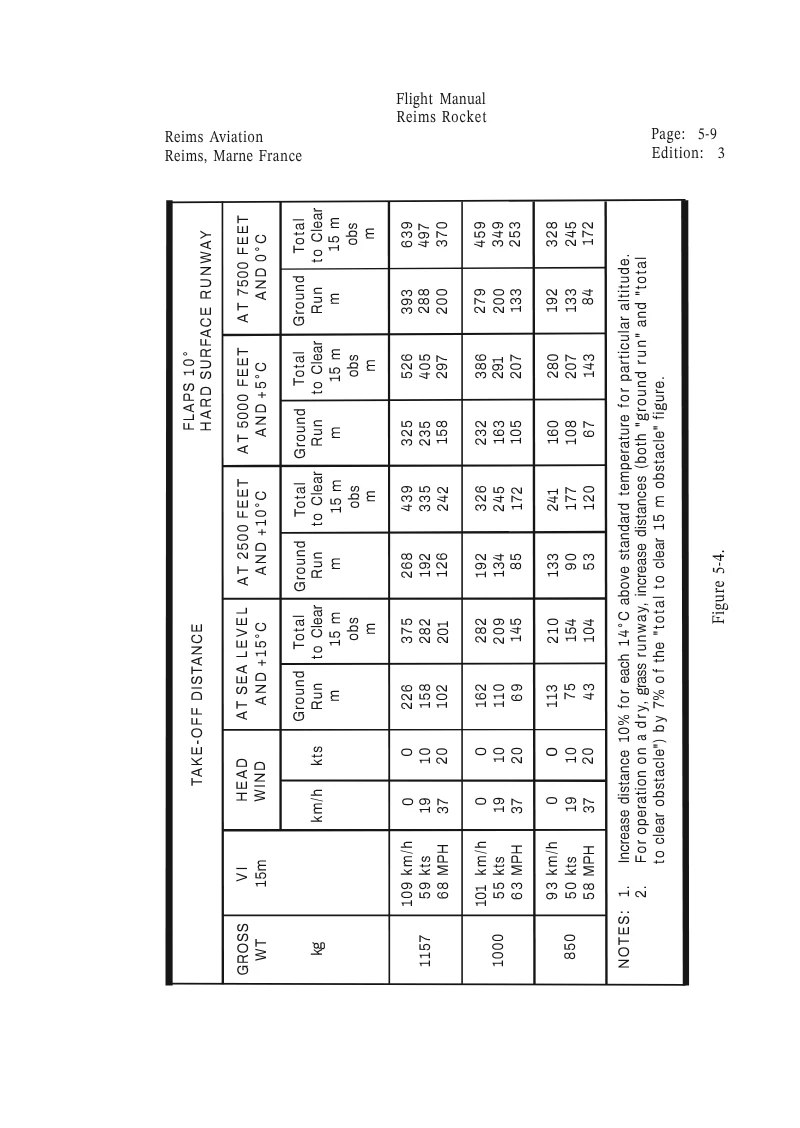 Flight Manual
Reims Rocket
Reims Aviation
Reims, Marne France
Page: 5-9
Edition: 3
TAKE-OFF DISTANCE
FLAPS 10°
HARD SURFACE RUNWAY
GROSS WT
VI 15m
HEAD WIND
AT SEA LEVEL AND +15°C
AT 2500 FEET AND +10°C
AT 5000 FEET AND +5°C
AT 7500 FEET AND 0°C
kg
km/h kts
Ground Run m
Total to Clear 15 m obs m
Ground Run m
Total to Clear 15 m obs m
Ground Run m
Total to Clear 15 m obs m
Ground Run m
Total to Clear 15 m obs m
109 km/h 0 0 226 375 268 439 325 526 393 639
1157 59 kts 19 10 158 282 192 335 235 405 288 497
68 MPH 37 20 102 201 126 242 158 297 200 370
101 km/h 0 0 162 282 192 326 232 386 279 459
1000 55 kts 19 10 110 209 134 245 163 291 200 349
63 MPH 37 20 69 145 85 172 105 207 133 253
93 km/h 0 0 113 210 133 241 160 280 192 328
850 50 kts 19 10 75 154 90 177 108 207 133 245
58 MPH 37 20 43 104 53 120 67 143 84 172
NOTES: 1. Increase distance 10% for each 14°C above standard temperature for particular altitude.
2. For operation on a dry, grass runway, increase distances (both "ground run" and "total
to clear obstacle") by 7% of the "total to clear 15 m obstacle" figure.
Figure 5-4.